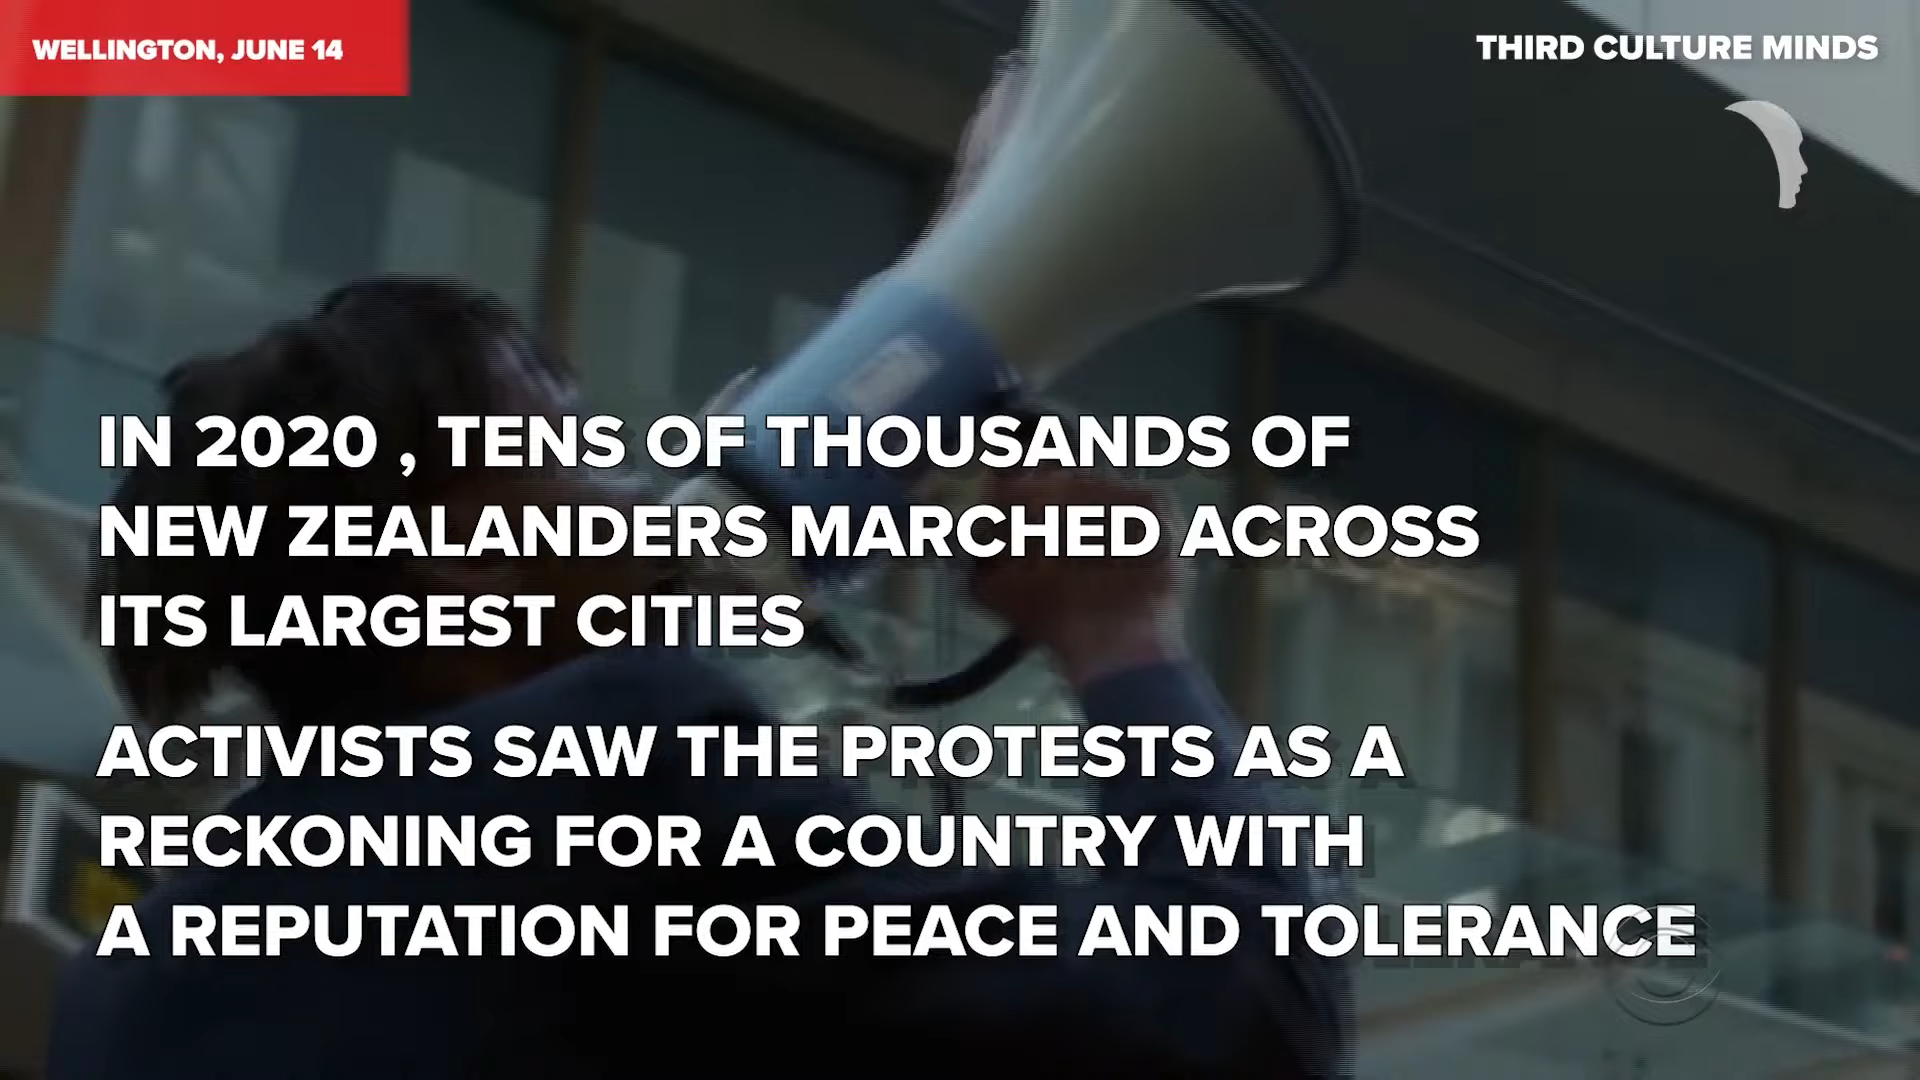 WELLINGTON, JUNE 14
THIRD CULTURE MINDS
IN 2020 , TENS OF THOUSANDS OF
NEW ZEALANDERS MARCHED ACROSS
ITS LARGEST CITIES
ACTIVISTS SAW THE PROTESTS AS A
RECKONING FOR A COUNTRY WITH
A REPUTATION FOR PEACE AND TOLERANCE